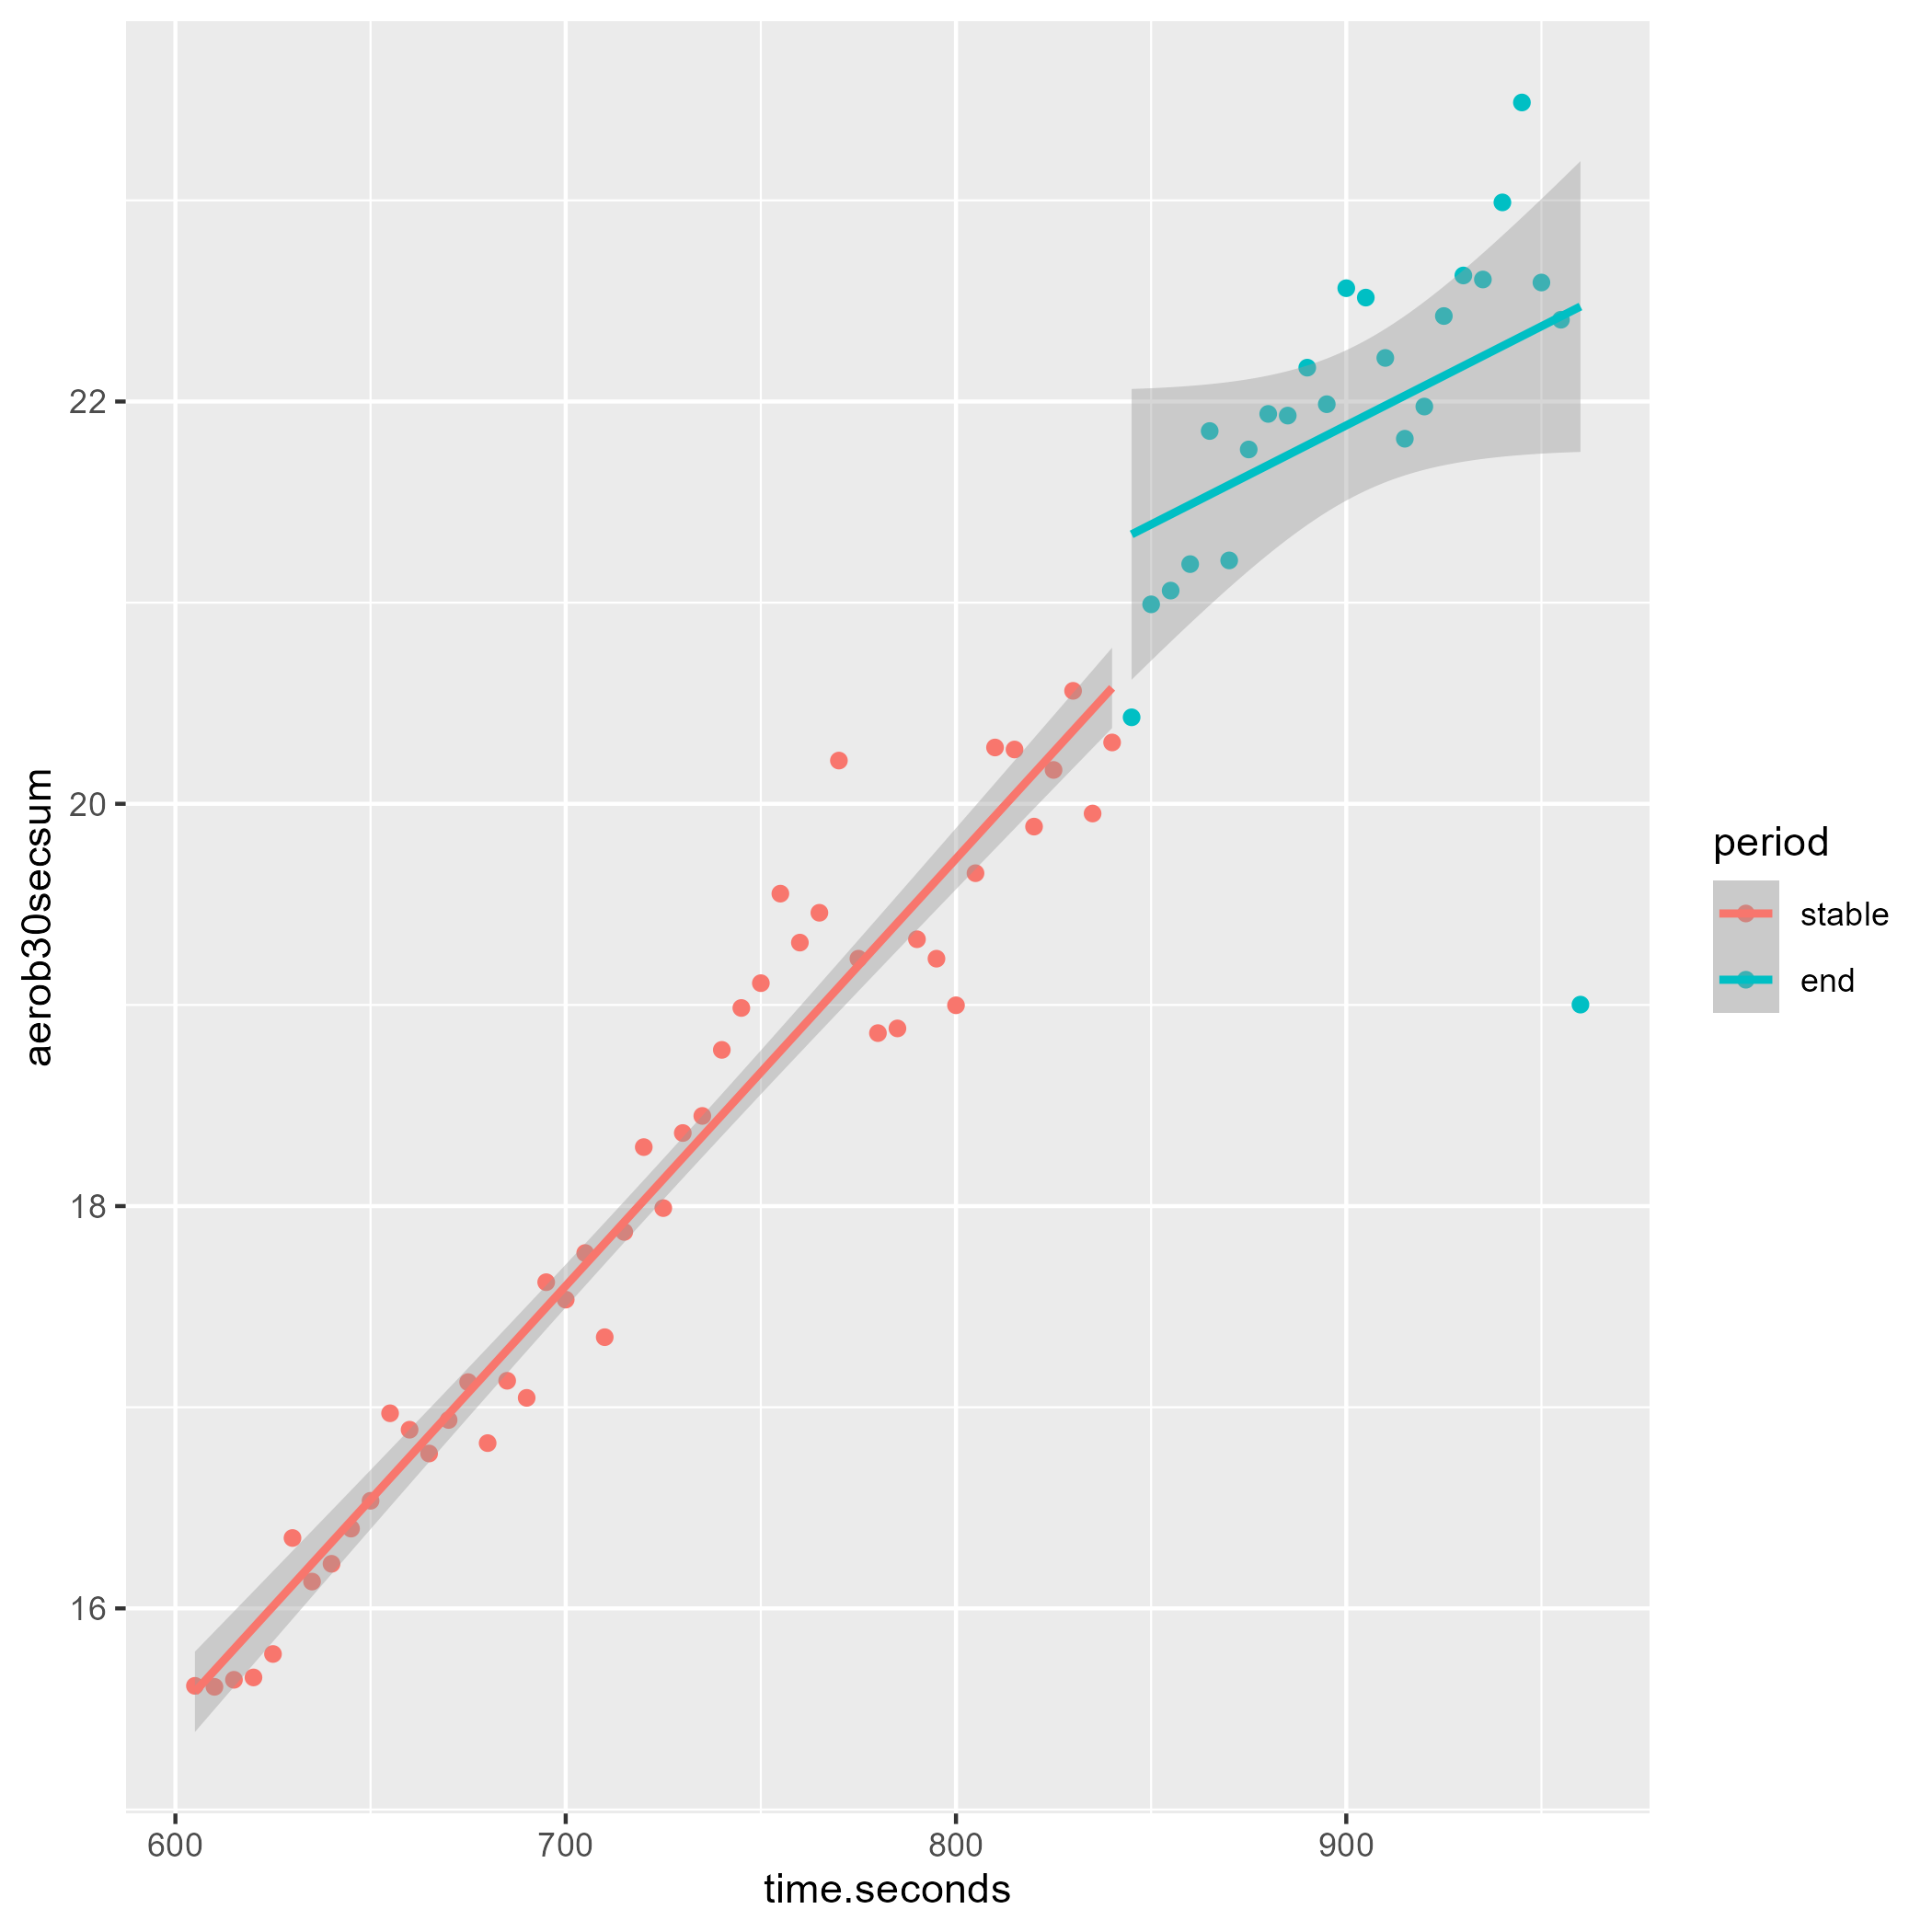 22
20
18
16
aerob30secsum
600 700 800 900
time.seconds
period
stable
end